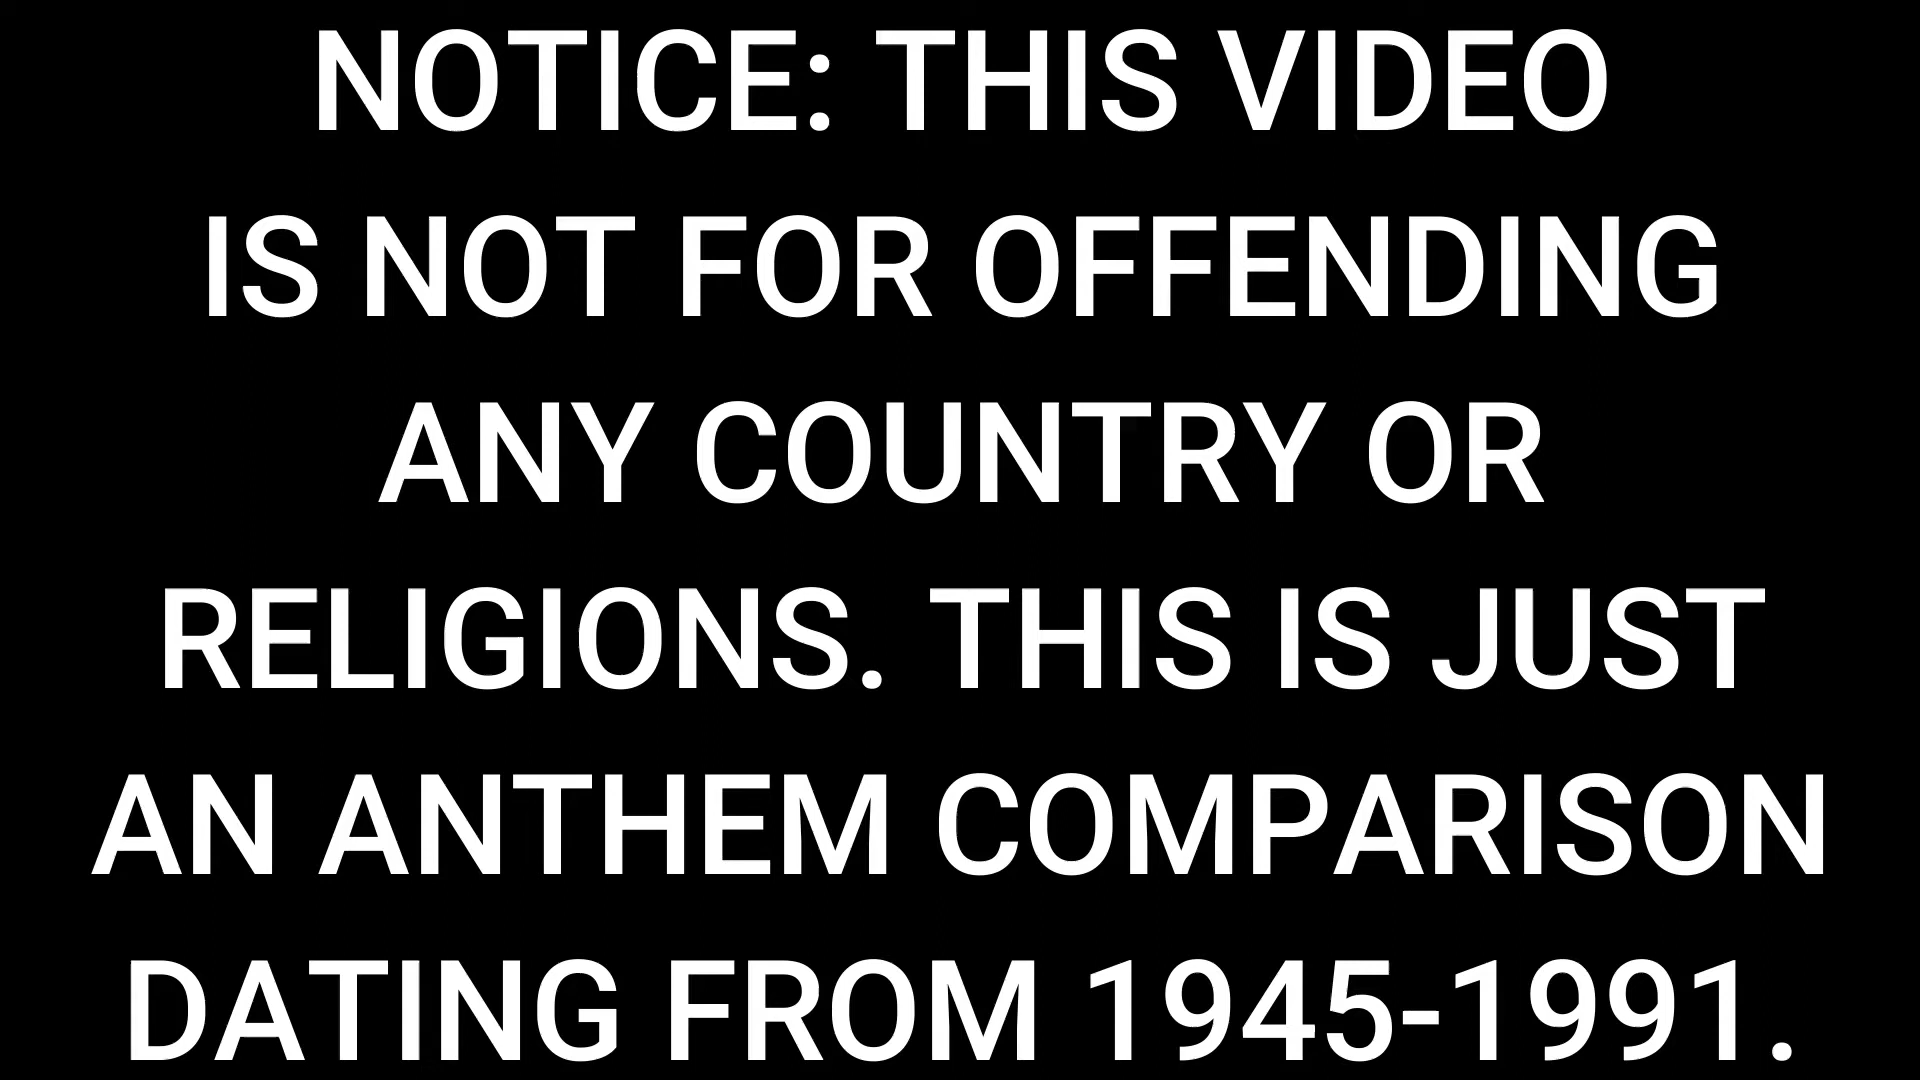 NOTICE: THIS VIDEO
IS NOT FOR OFFENDING
ANY COUNTRY OR
RELIGIONS. THIS IS JUST
AN ANTHEM COMPARISON
DATING FROM 1945-1991.